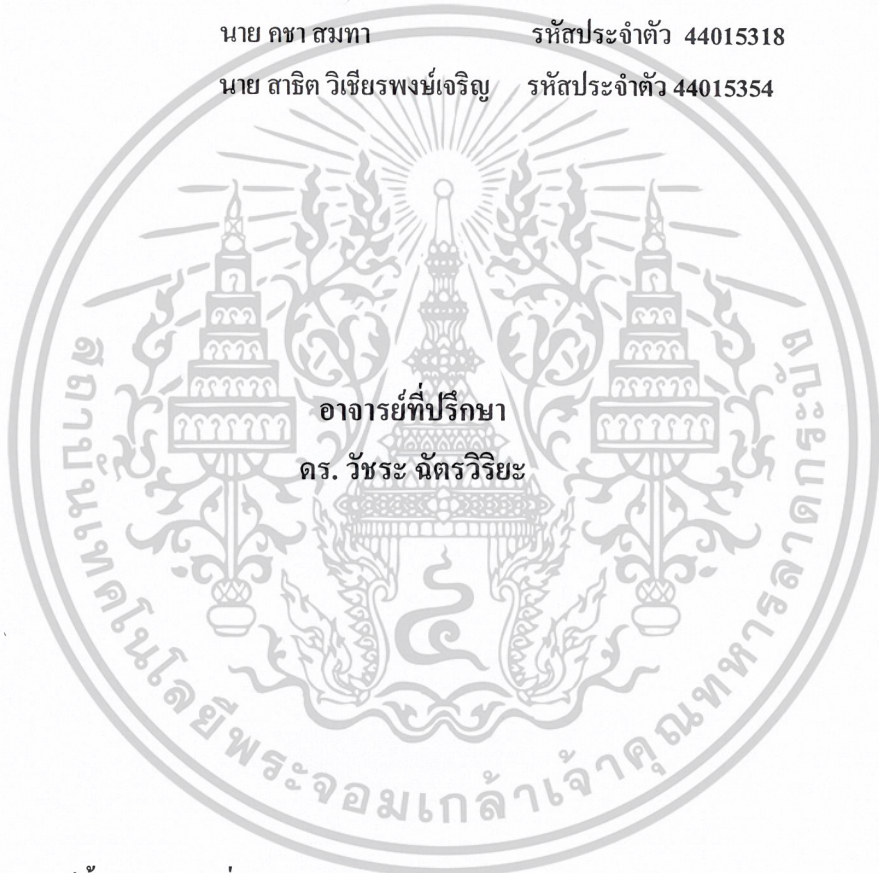 นาย คชา สมทา รหัสประจำตัว 44015318
นาย สาธิต วิเชียรพงษ์เจริญ รหัสประจำตัว 44015354
อาจารย์ที่ปรึกษา
ดร. วัชระ ฉัตรวิริยะ
สถาบันเทคโนโลยีพระจอมเกล้าเจ้าคุณทหารลาดกระบัง
๔